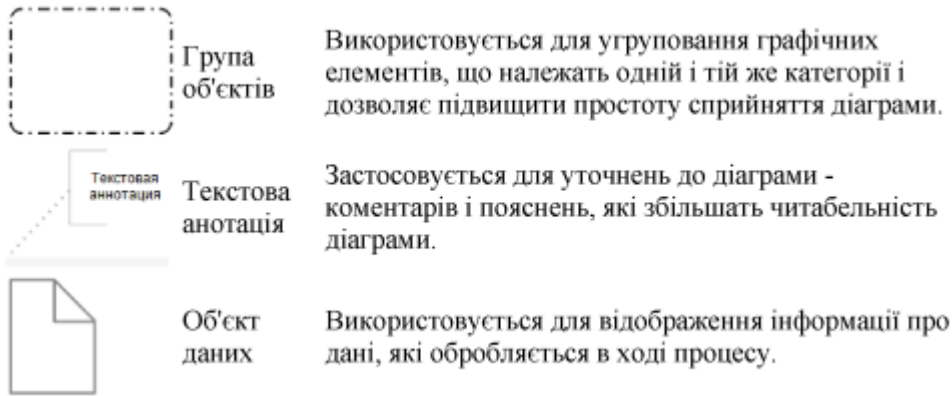 Група
об'єктів
Використовується для угруповання графічних
елементів, що належать одній і тій же категорії і
дозволяє підвищити простоту сприйняття діаграми.
Текстовая
аннотация
Текстова
анотація
Застосовується для уточнень до діаграми -
коментарів і пояснень, які збільшать читабельність
діаграми.
Об'єкт
даних
Використовується для відображення інформації про
дані, які обробляється в ході процесу.